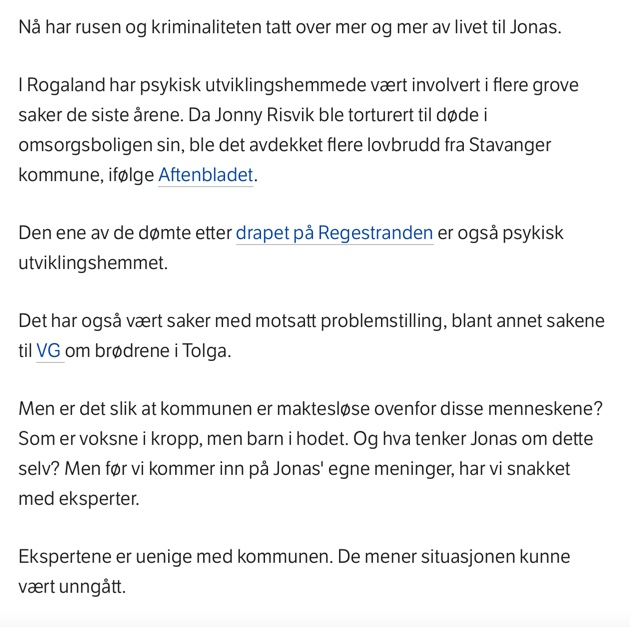 Nå har rusen og kriminaliteten tatt over mer og mer av livet til Jonas.
I Rogaland har psykisk utviklingshemmede vært involvert i flere grove
saker de siste årene. Da Jonny Risvik ble torturert til døde i
omsorgsboligen sin, ble det avdekket flere lovbrudd fra Stavanger
kommune, ifølge Aftenbladet.
Den ene av de dømte etter drapet på Regestranden er også psykisk
utviklingshemmet.
Det har også vært saker med motsatt problemstilling, blant annet sakene
til VG om brødrene i Tolga.
Men er det slik at kommunen er maktesløse ovenfor disse menneskene?
Som er voksne i kropp, men barn i hodet. Og hva tenker Jonas om dette
selv? Men før vi kommer inn på Jonas' egne meninger, har vi snakket
med eksperter.
Ekspertene er uenige med kommunen. De mener situasjonen kunne
vært unngått.